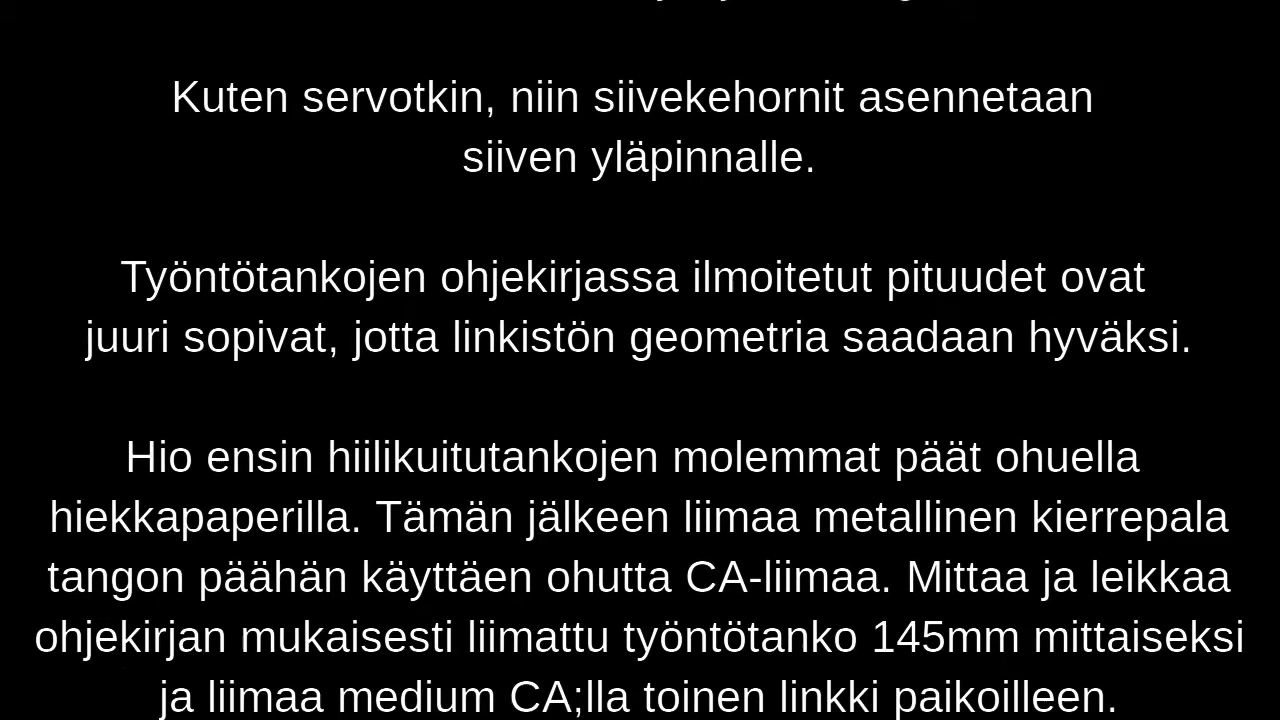 Kuten servotkin, niin siivekehornit asennetaan
siiven yläpinnalle.
Työntötankojen ohjekirjassa ilmoitetut pituudet ovat
juuri sopivat, jotta linkistön geometria saadaan hyväksi.
Hio ensin hiilikuitutankojen molemmat päät ohuella
hiekkapaperilla. Tämän jälkeen liimaa metallinen kierrepala
tangon päähän käyttäen ohutta CA-liimaa. Mittaa ja leikkaa
ohjekirjan mukaisesti liimattu työntötanko 145mm mittaiseksi
ja liimaa medium CA;lla toinen linkki paikoilleen.